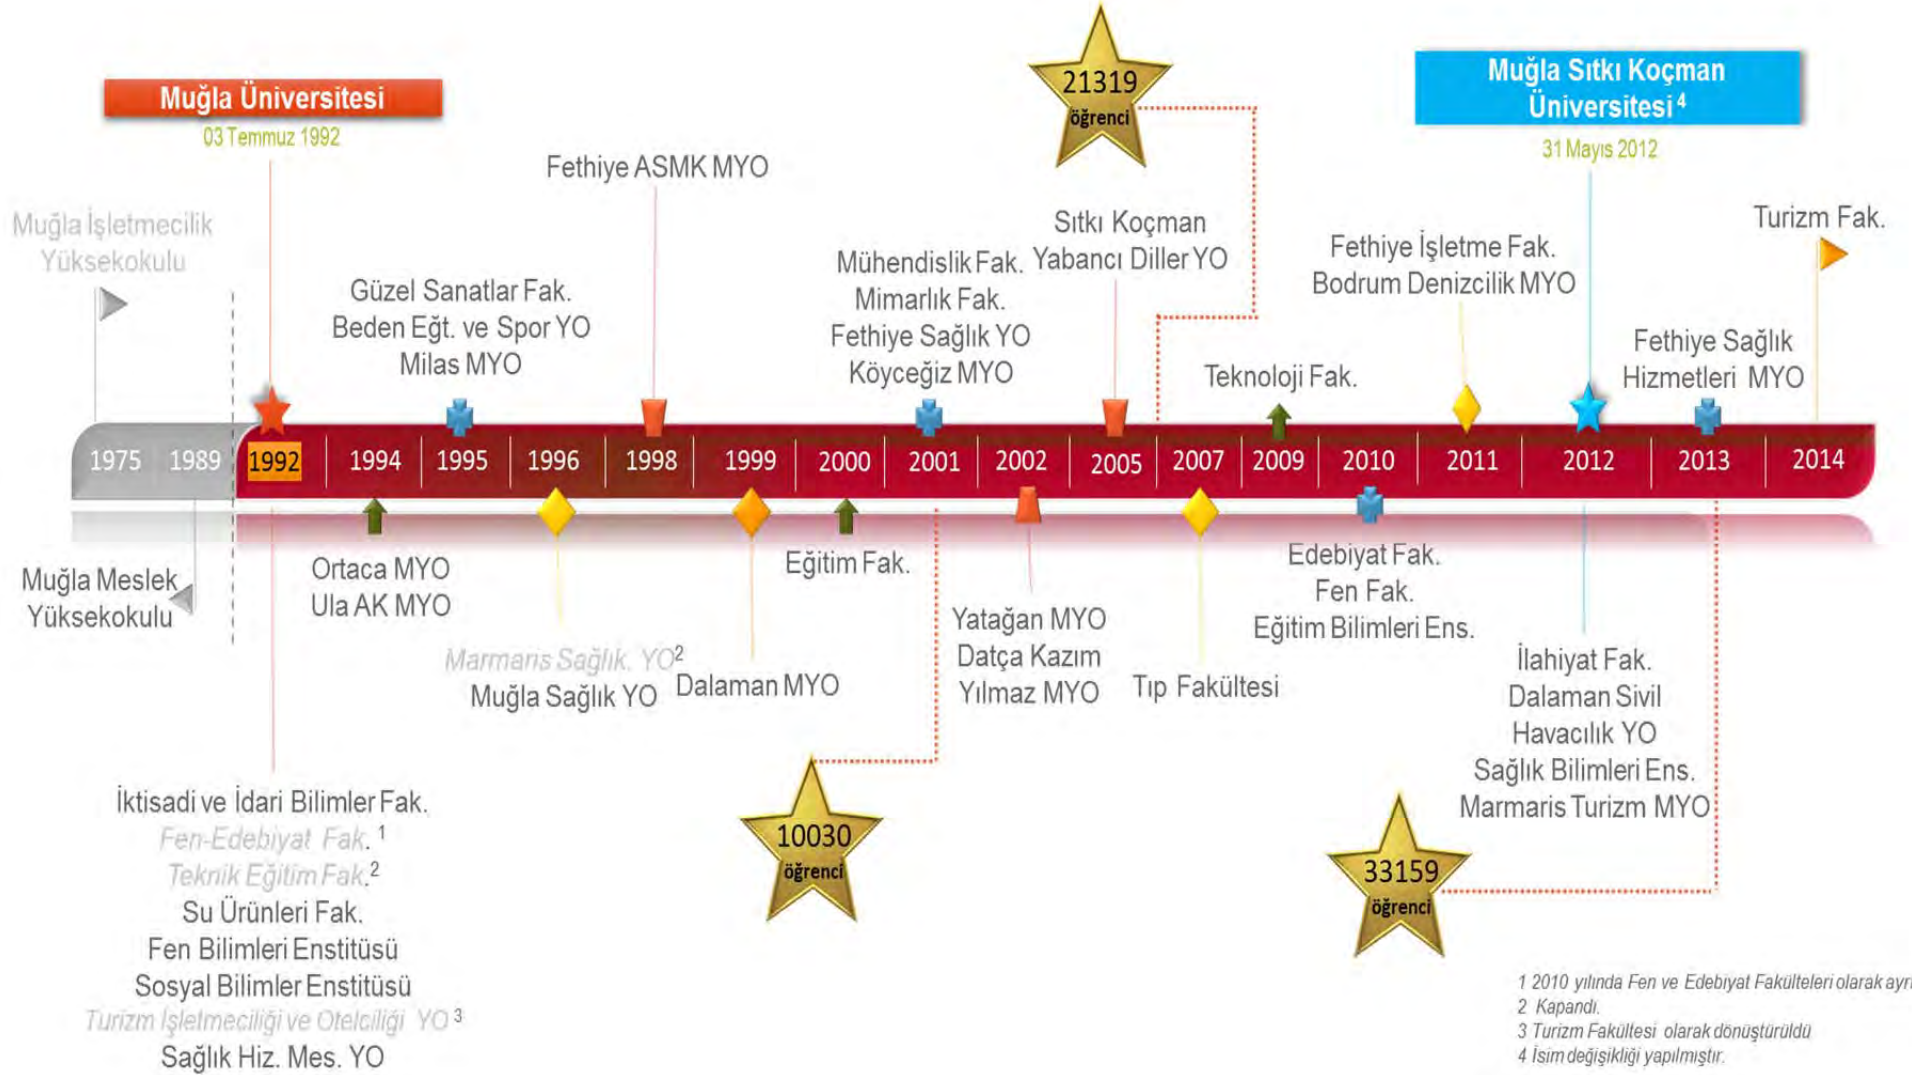 Muğla Üniversitesi
03 Temmuz 1992
21319
öğrenci
Muğla Sıtkı Koçman
Üniversitesi 4
31 Mayıs 2012
Muğla İşletmecilik
Yüksekokulu
Güzel Sanatlar Fak.
Beden Eğt. ve Spor YO
Milas MYO
Fethiye ASMK MYO
Mühendislik Fak.
Mimarlık Fak.
Fethiye Sağlık YO
Köyceğiz MYO
Sıtkı Koçman
Yabancı Diller YO
Teknoloji Fak.
Fethiye İşletme Fak.
Bodrum Denizcilik MYO
Fethiye Sağlık
Hizmetleri MYO
Turizm Fak.
1975 1989 1992 1994 1995 1996 1998 1999 2000 2001 2002 2005 2007 2009 2010 2011 2012 2013 2014
Muğla Meslek
Yüksekokulu
Ortaca MYO
Ula AK MYO
Marmaris Sağlık. YO2
Muğla Sağlık YO
Dalaman MYO
Eğitim Fak.
Yatağan MYO
Datça Kazım
Yılmaz MYO
Tıp Fakültesi
Edebiyat Fak.
Fen Fak.
Eğitim Bilimleri Ens.
İlahiyat Fak.
Dalaman Sivil
Havacılık YO
Sağlık Bilimleri Ens.
Marmaris Turizm MYO
İktisadi ve İdari Bilimler Fak.
Fen-Edebiyat Fak. 1
Teknik Eğitim Fak.2
Su Ürünleri Fak.
Fen Bilimleri Enstitüsü
Sosyal Bilimler Enstitüsü
Turizm İşletmeciliği ve Otelciliği YO 3
Sağlık Hiz. Mes. YO
10030
öğrenci
33159
öğrenci
1 2010 yılında Fen ve Edebiyat Fakülteleri olarak ayrı
2 Kapandı.
3 Turizm Fakültesi olarak dönüştürüldü
4 İsim değişikliği yapılmıştır.